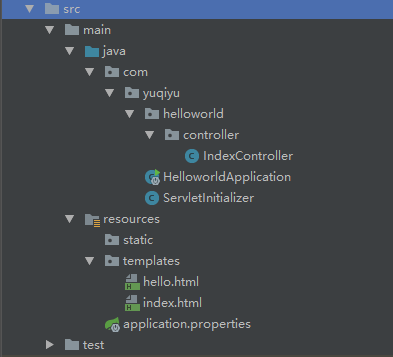 src
main
java
com
yuqiyu
helloworld
controller
IndexController
HelloworldApplication
ServletInitializer
resources
static
templates
hello.html
index.html
application.properties
test